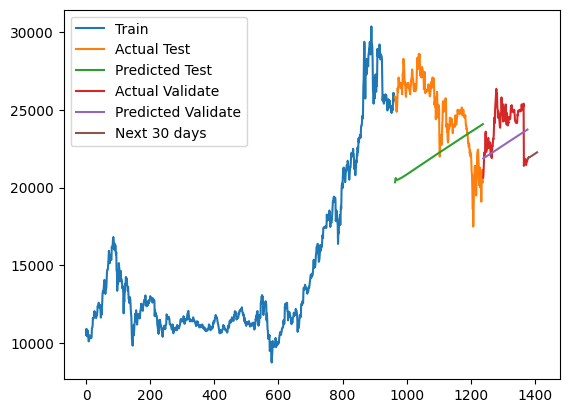 Train
Actual Test
Predicted Test
Actual Validate
Predicted Validate
Next 30 days
30000
25000
20000
15000
10000
0 200 400 600 800 1000 1200 1400